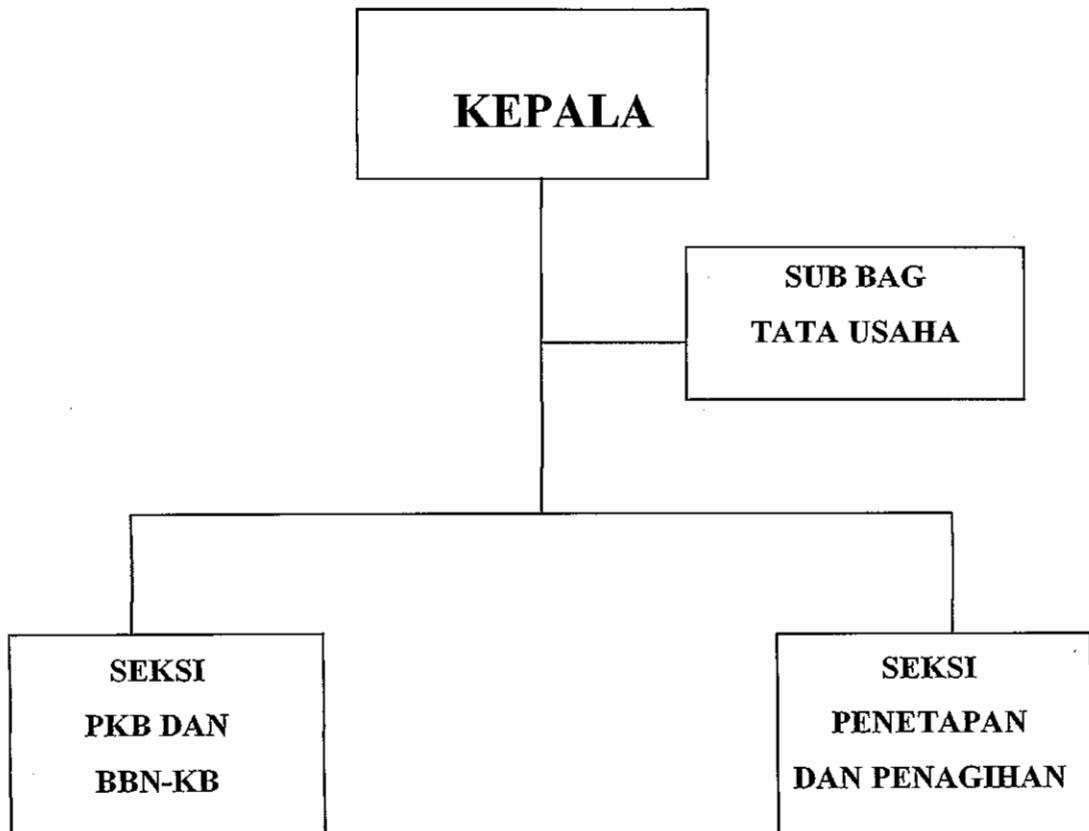 KEPALA
SUB BAG
TATA USAHA
SEKSI
PKB DAN
BBN-KB
SEKSI
PENETAPAN
DAN PENAGIHAN